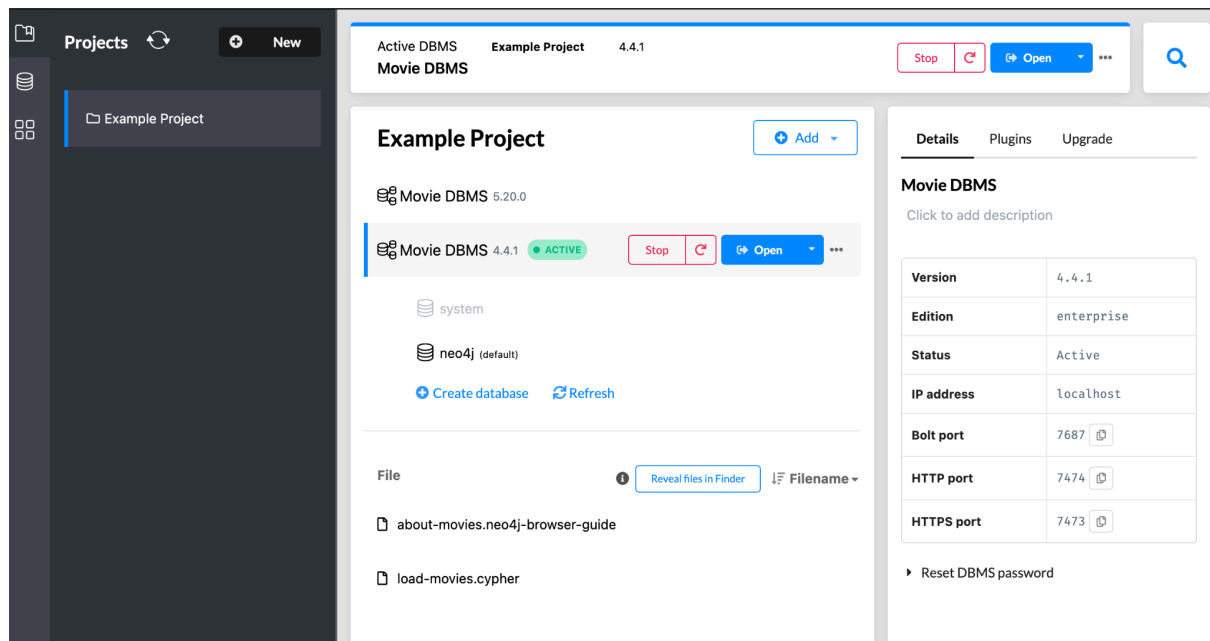 Projects
New
Example Project
Active DBMS Example Project 4.4.1
Movie DBMS
Stop Open
Example Project
Add
Movie DBMS 5.20.0
Movie DBMS 4.4.1 ACTIVE Stop Open
system
neo4j (default)
Create database Refresh
File Reveal files in Finder Filename
about-movies.neo4j-browser-guide
load-movies.cypher
Details Plugins Upgrade
Movie DBMS
Click to add description
Version 4.4.1
Edition enterprise
Status Active
IP address localhost
Bolt port 7687
HTTP port 7474
HTTPS port 7473
Reset DBMS password